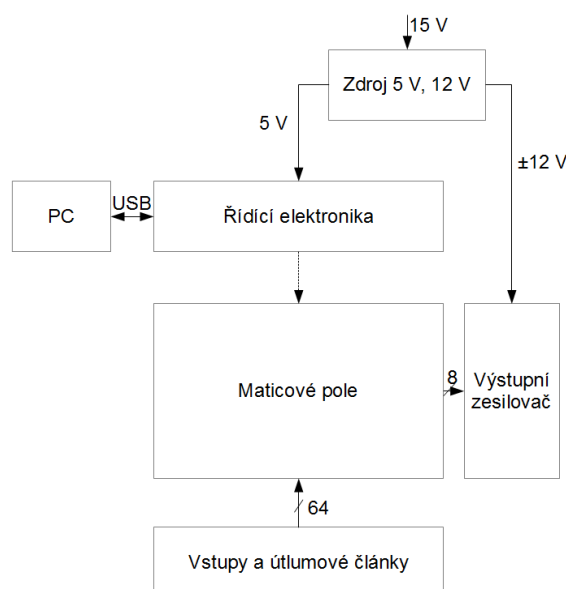 15 V
Zdroj 5 V, 12 V
5 V
±12 V
PC
USB
Řídící elektronika
Maticové pole
8
Výstupní
zesilovač
64
Vstupy a útlumové články